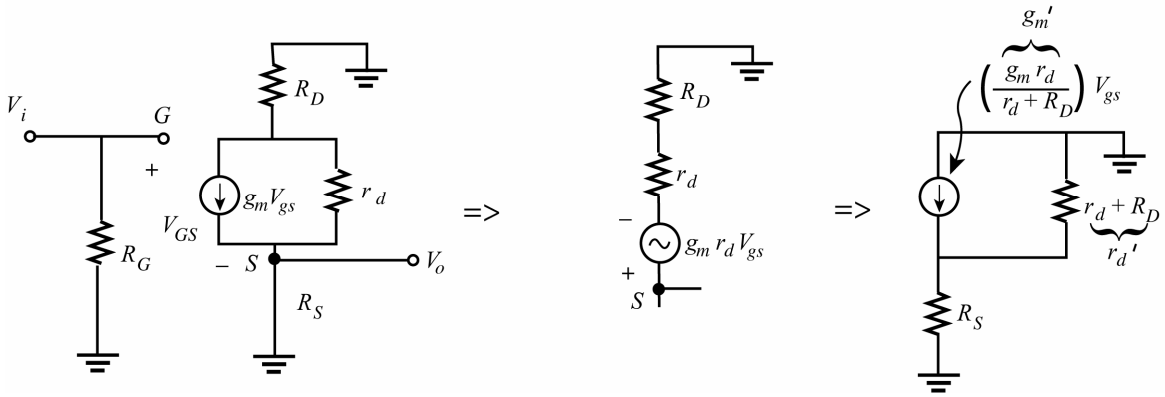 V_i
G
+
R_G
R_D
g_m V_gs
r_d
V_GS
−
S
V_o
R_S
=>
R_D
r_d
−
g_m r_d V_gs
+
S
=>
g_m'
(g_m r_d / r_d + R_D) V_gs
r_d + R_D
r_d'
R_S